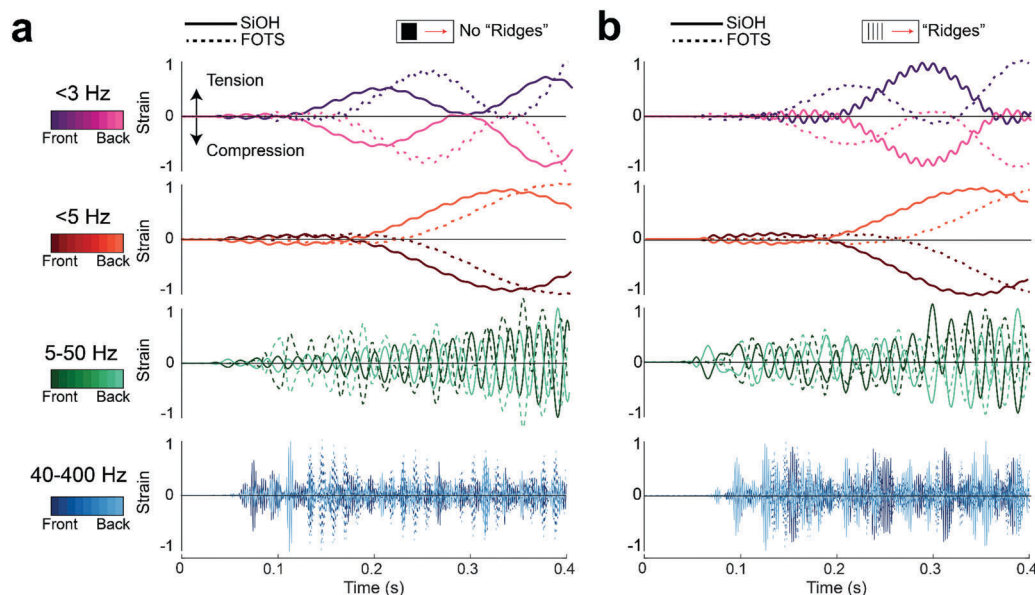 a
SiOH
FOTS
No “Ridges”
b
SiOH
FOTS
“Ridges”
<3 Hz
Front Back
Strain
1
0
-1
Tension
Compression
1
0
-1
<5 Hz
Front Back
Strain
1
0
-1
1
0
-1
5-50 Hz
Front Back
Strain
1
0
-1
1
0
-1
40-400 Hz
Front Back
Strain
1
0
1
1
0
-1
0 0.1 0.2 0.3 0.4
Time (s)
0 0.1 0.2 0.3 0.4
Time (s)